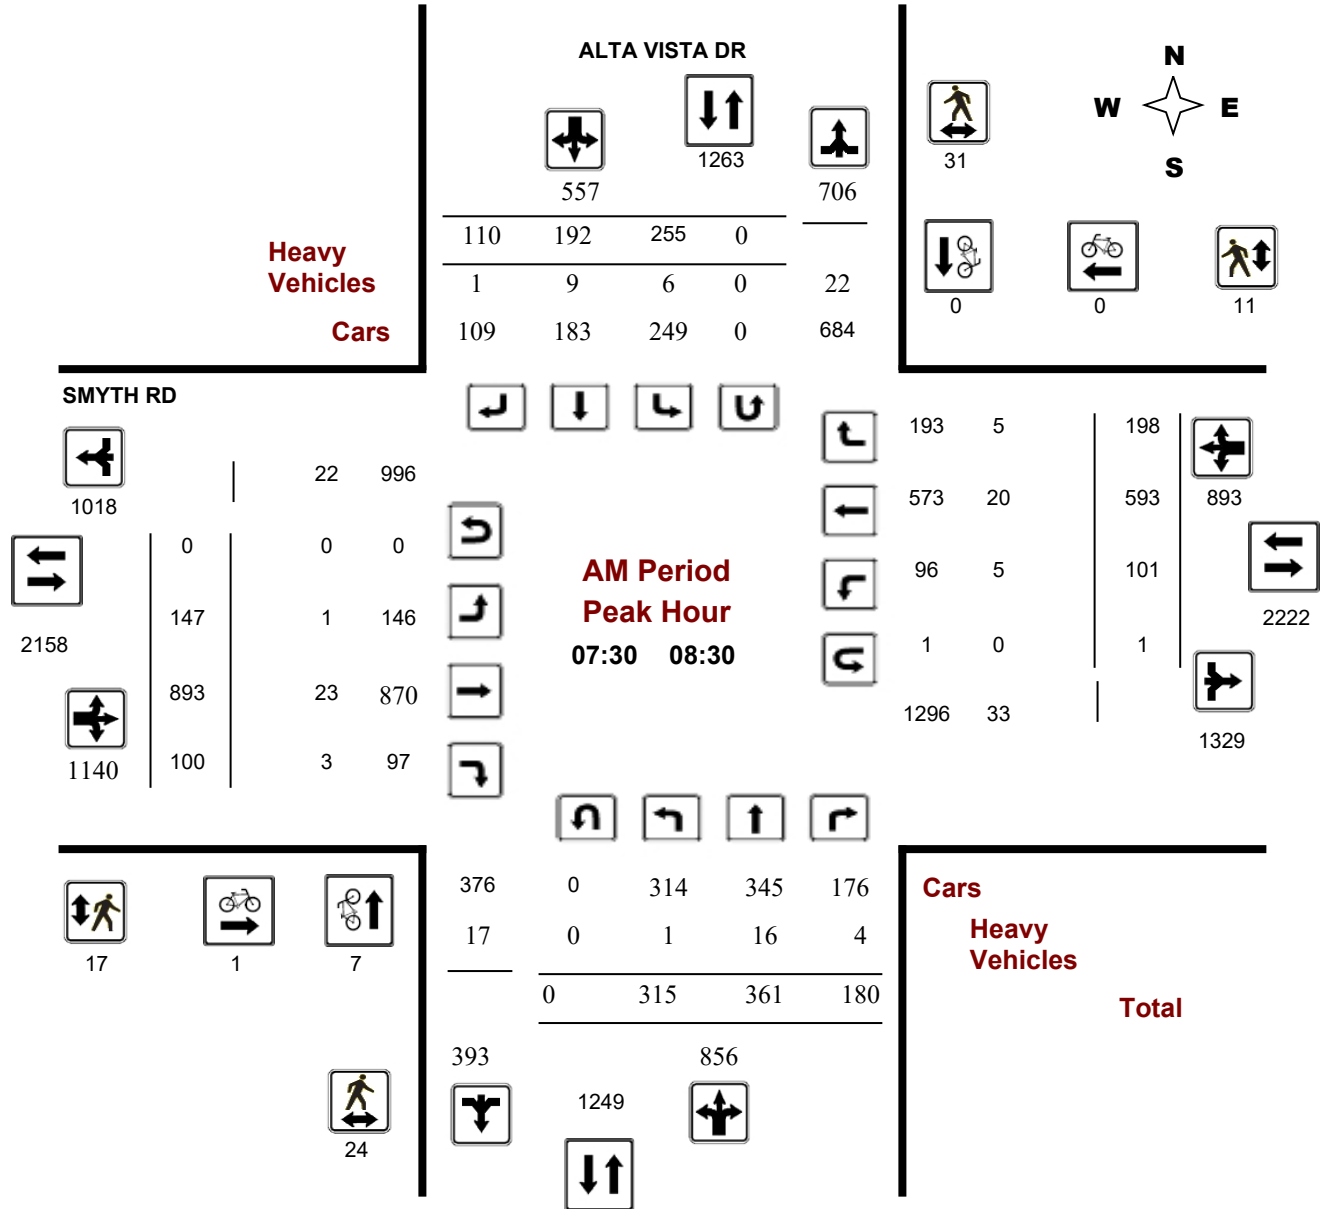 ALTA VISTA DR
N
W E
S
1263
31
557
706
110 192 255 0
Heavy
Vehicles
1 9 6 0 22
0 0 11
Cars
109 183 249 0 684
SMYTH RD
193 5 198
22 996
1018
573 20 593 893
0 0 0
AM Period
96 5 101
147 1 146
Peak Hour
2222
2158
07:30 08:30
1 0 1
893 23 870
1296 33
1329
1140 100 3 97
376 0 314 345 176
Cars
17 0 1 16 4
Heavy
Vehicles
17 1 7
0 315 361 180
Total
393 856
1249
24